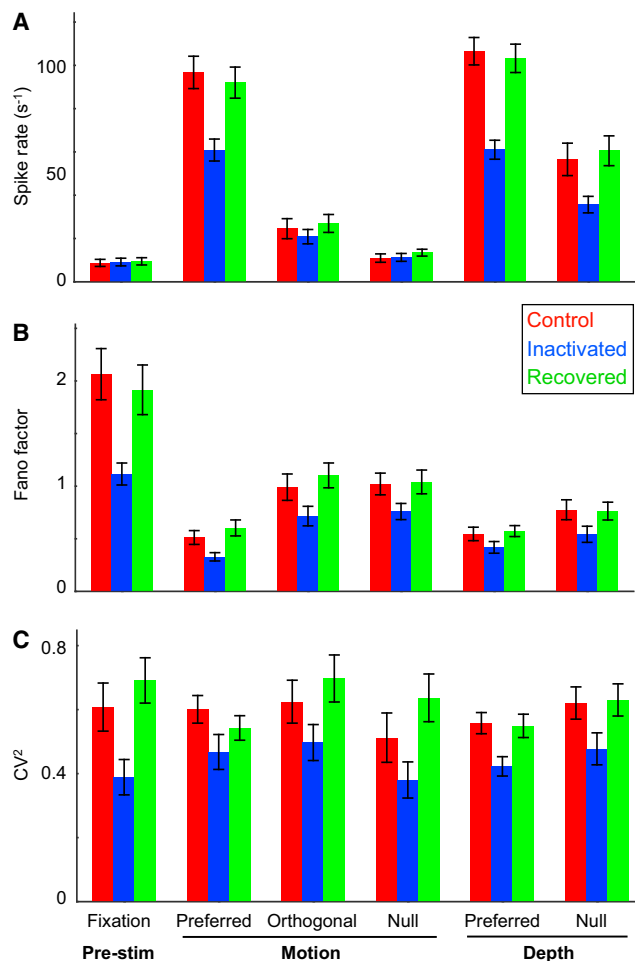 A
Spike rate (s⁻¹)
100
50
0
B
Fano factor
2
1
0
Control
Inactivated
Recovered
C
CV²
0.8
0.4
0
Fixation Preferred Orthogonal Null Preferred Null
Pre-stim Motion Depth